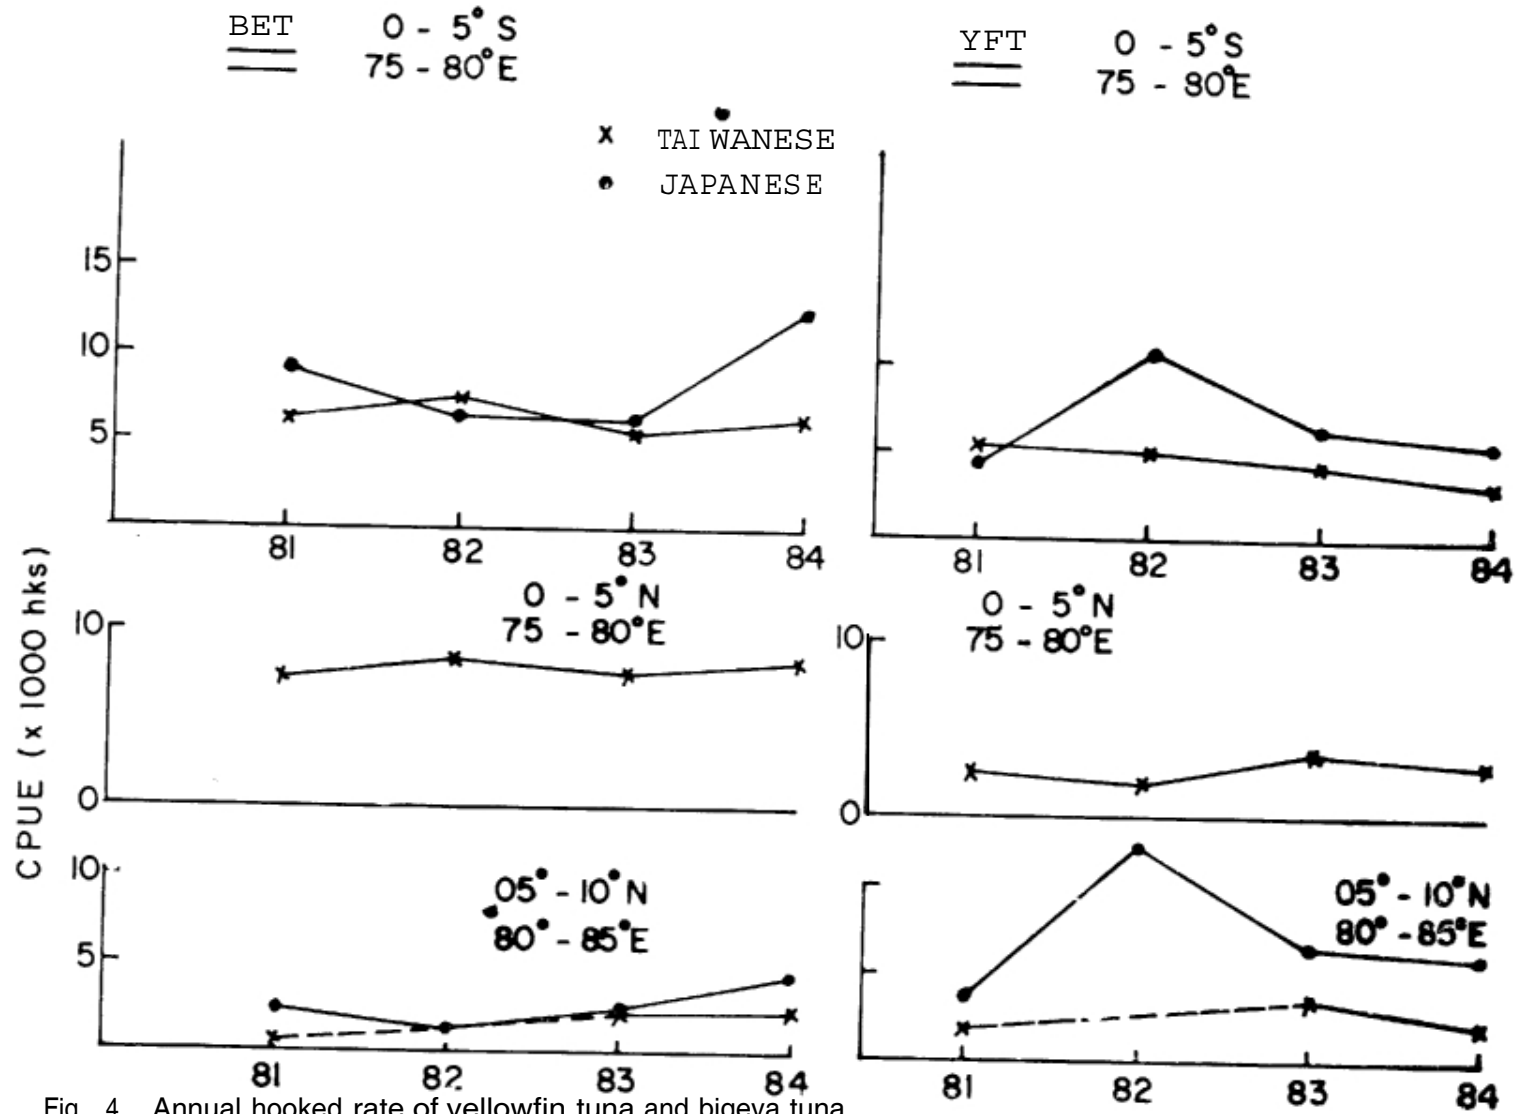 BET 0 - 5° S
75 - 80°E
YFT 0 - 5°S
75 - 80°E
x TAIWANESE
• JAPANESE
15
10
5
81 82 83 84
81 82 83 84
0 - 5°N
75 - 80°E
0 - 5°N
75 - 80°E
CPUE (x 1000 hks)
10
0
10
0
10
5
05° - 10°N
80° - 85°E
05° - 10°N
80° - 85°E
81 82 83 84
81 82 83 84
Fig. 4 Annual hooked rate of yellowfin tuna and bigeya tuna